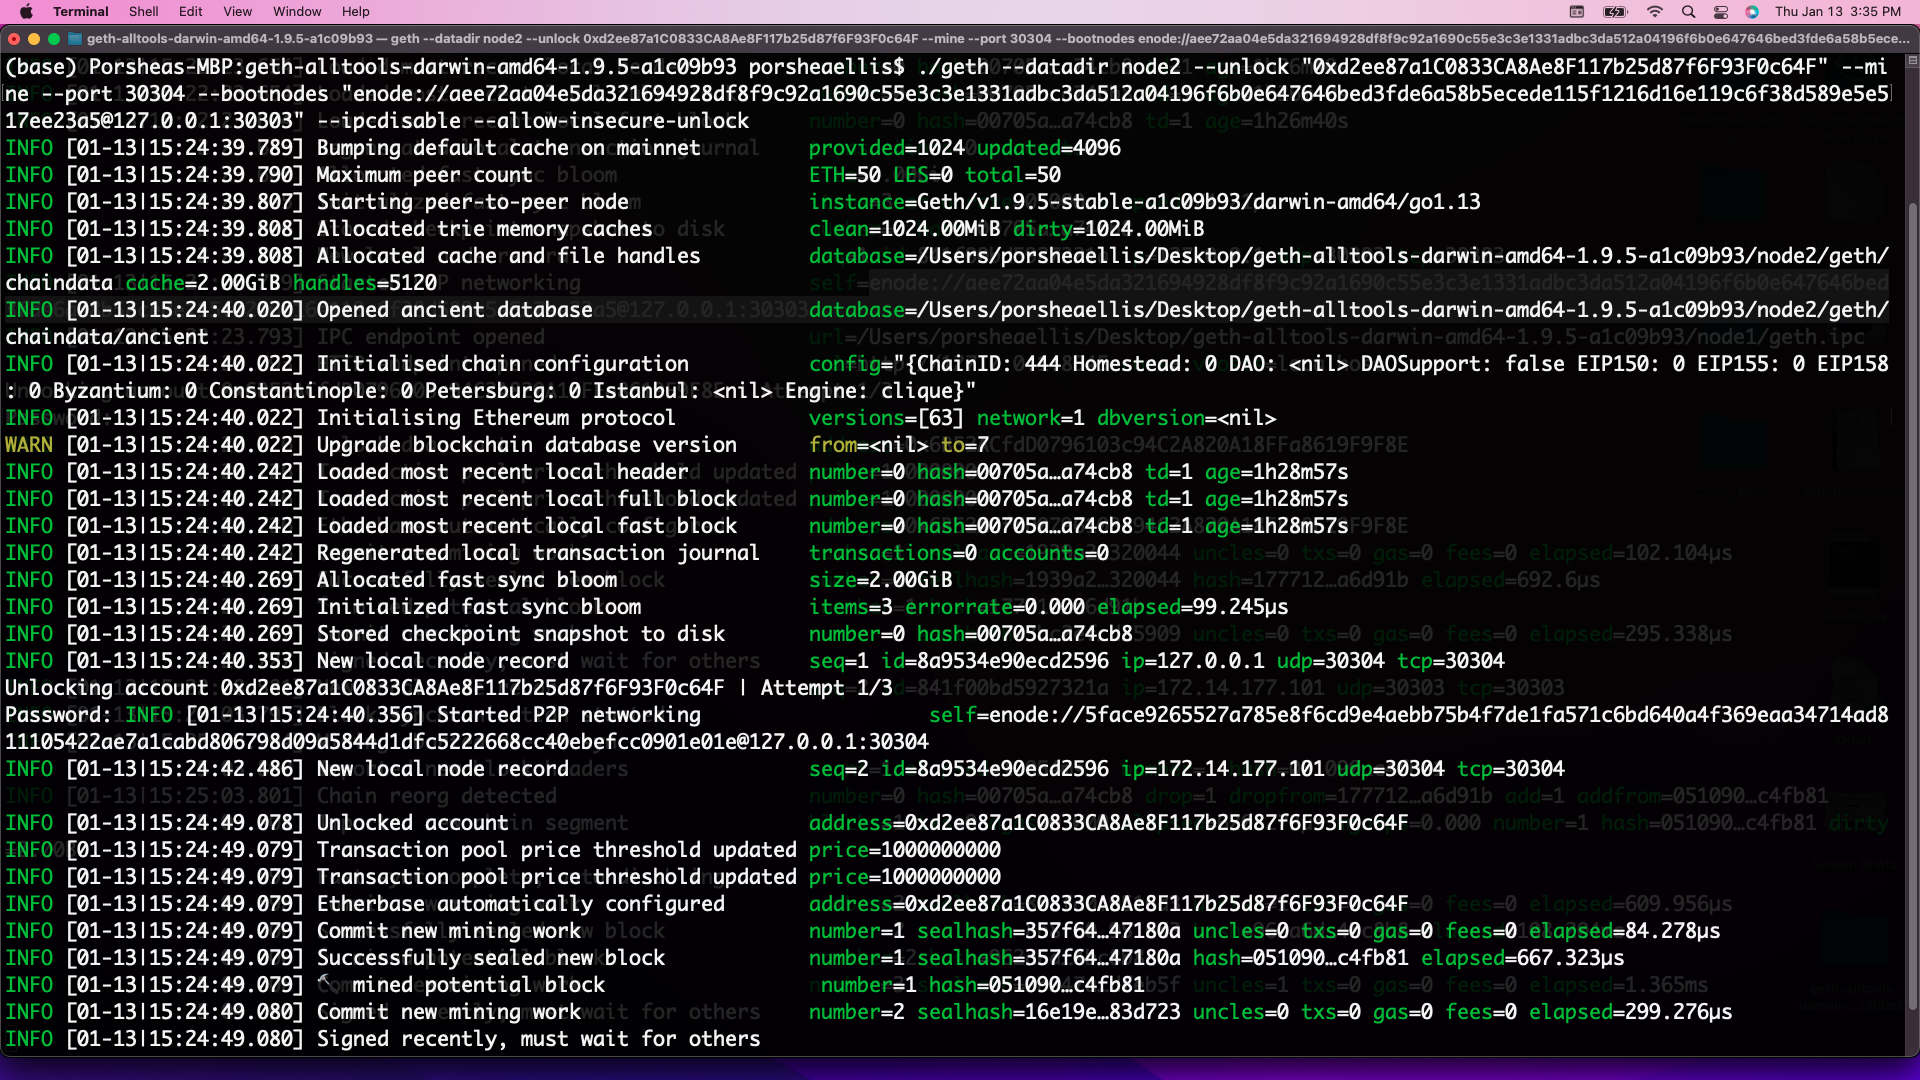 Terminal Shell Edit View Window Help Thu Jan 13 3:35 PM
geth-alltools-darwin-amd64-1.9.5-a1c09b93 — geth --datadir node2 --unlock 0xd2ee87a1C0833CA8Ae8F117b25d87f6F93F0c64F --mine --port 30304 --bootnodes enode://aee72aa04e5da321694928df8f9c92a1690c55e3c3e1331adbc3da512a04196f6b0e647646bed3fde6a58b5ece...
(base) Porsheas-MBP:geth-alltools-darwin-amd64-1.9.5-a1c09b93 porsheaellis$ ./geth --datadir node2 --unlock "0xd2ee87a1C0833CA8Ae8F117b25d87f6F93F0c64F" --mi
ne --port 30304 --bootnodes "enode://aee72aa04e5da321694928df8f9c92a1690c55e3c3e1331adbc3da512a04196f6b0e647646bed3fde6a58b5ecede115f1216d16e119c6f38d589e5e5
17ee23a5@127.0.0.1:30303" --ipcdisable --allow-insecure-unlock
INFO [01-13|15:24:39.789] Bumping default cache on mainnet provided=1024 updated=4096
INFO [01-13|15:24:39.790] Maximum peer count ETH=50 LES=0 total=50
INFO [01-13|15:24:39.807] Starting peer-to-peer node instance=Geth/v1.9.5-stable-a1c09b93/darwin-amd64/go1.13
INFO [01-13|15:24:39.808] Allocated trie memory caches clean=1024.00MiB dirty=1024.00MiB
INFO [01-13|15:24:39.808] Allocated cache and file handles database=/Users/porsheaellis/Desktop/geth-alltools-darwin-amd64-1.9.5-a1c09b93/node2/geth/
chaindata cache=2.00GiB handles=5120
INFO [01-13|15:24:40.020] Opened ancient database database=/Users/porsheaellis/Desktop/geth-alltools-darwin-amd64-1.9.5-a1c09b93/node2/geth/
chaindata/ancient
INFO [01-13|15:24:40.022] Initialised chain configuration config="{ChainID: 444 Homestead: 0 DAO: <nil> DAOSupport: false EIP150: 0 EIP155: 0 EIP158
: 0 Byzantium: 0 Constantinople: 0 Petersburg: 0 Istanbul: <nil> Engine: clique}"
INFO [01-13|15:24:40.022] Initialising Ethereum protocol versions=[63] network=1 dbversion=<nil>
WARN [01-13|15:24:40.022] Upgrade blockchain database version from=<nil> to=7
INFO [01-13|15:24:40.242] Loaded most recent local header number=0 hash=00705a…a74cb8 td=1 age=1h28m57s
INFO [01-13|15:24:40.242] Loaded most recent local full block number=0 hash=00705a…a74cb8 td=1 age=1h28m57s
INFO [01-13|15:24:40.242] Loaded most recent local fast block number=0 hash=00705a…a74cb8 td=1 age=1h28m57s
INFO [01-13|15:24:40.242] Regenerated local transaction journal transactions=0 accounts=0
INFO [01-13|15:24:40.269] Allocated fast sync bloom size=2.00GiB
INFO [01-13|15:24:40.269] Initialized fast sync bloom items=3 errorrate=0.000 elapsed=99.245µs
INFO [01-13|15:24:40.269] Stored checkpoint snapshot to disk number=0 hash=00705a…a74cb8
INFO [01-13|15:24:40.353] New local node record seq=1 id=8a9534e90ecd2596 ip=127.0.0.1 udp=30304 tcp=30304
Unlocking account 0xd2ee87a1C0833CA8Ae8F117b25d87f6F93F0c64F | Attempt 1/3
Password: INFO [01-13|15:24:40.356] Started P2P networking self=enode://5face9265527a785e8f6cd9e4aebb75b4f7de1fa571c6bd640a4f369eaa34714ad8
11105422ae7a1cabd806798d09a5844d1dfc5222668cc40ebefcc0901e01e@127.0.0.1:30304
INFO [01-13|15:24:42.486] New local node record seq=2 id=8a9534e90ecd2596 ip=172.14.177.101 udp=30304 tcp=30304
INFO [01-13|15:24:49.078] Unlocked account address=0xd2ee87a1C0833CA8Ae8F117b25d87f6F93F0c64F
INFO [01-13|15:24:49.079] Transaction pool price threshold updated price=1000000000
INFO [01-13|15:24:49.079] Transaction pool price threshold updated price=1000000000
INFO [01-13|15:24:49.079] Etherbase automatically configured address=0xd2ee87a1C0833CA8Ae8F117b25d87f6F93F0c64F
INFO [01-13|15:24:49.079] Commit new mining work number=1 sealhash=357f64…47180a uncles=0 txs=0 gas=0 fees=0 elapsed=84.278µs
INFO [01-13|15:24:49.079] Successfully sealed new block number=1 sealhash=357f64…47180a hash=051090…c4fb81 elapsed=667.323µs
INFO [01-13|15:24:49.079] mined potential block number=1 hash=051090…c4fb81
INFO [01-13|15:24:49.080] Commit new mining work number=2 sealhash=16e19e…83d723 uncles=0 txs=0 gas=0 fees=0 elapsed=299.276µs
INFO [01-13|15:24:49.080] Signed recently, must wait for others